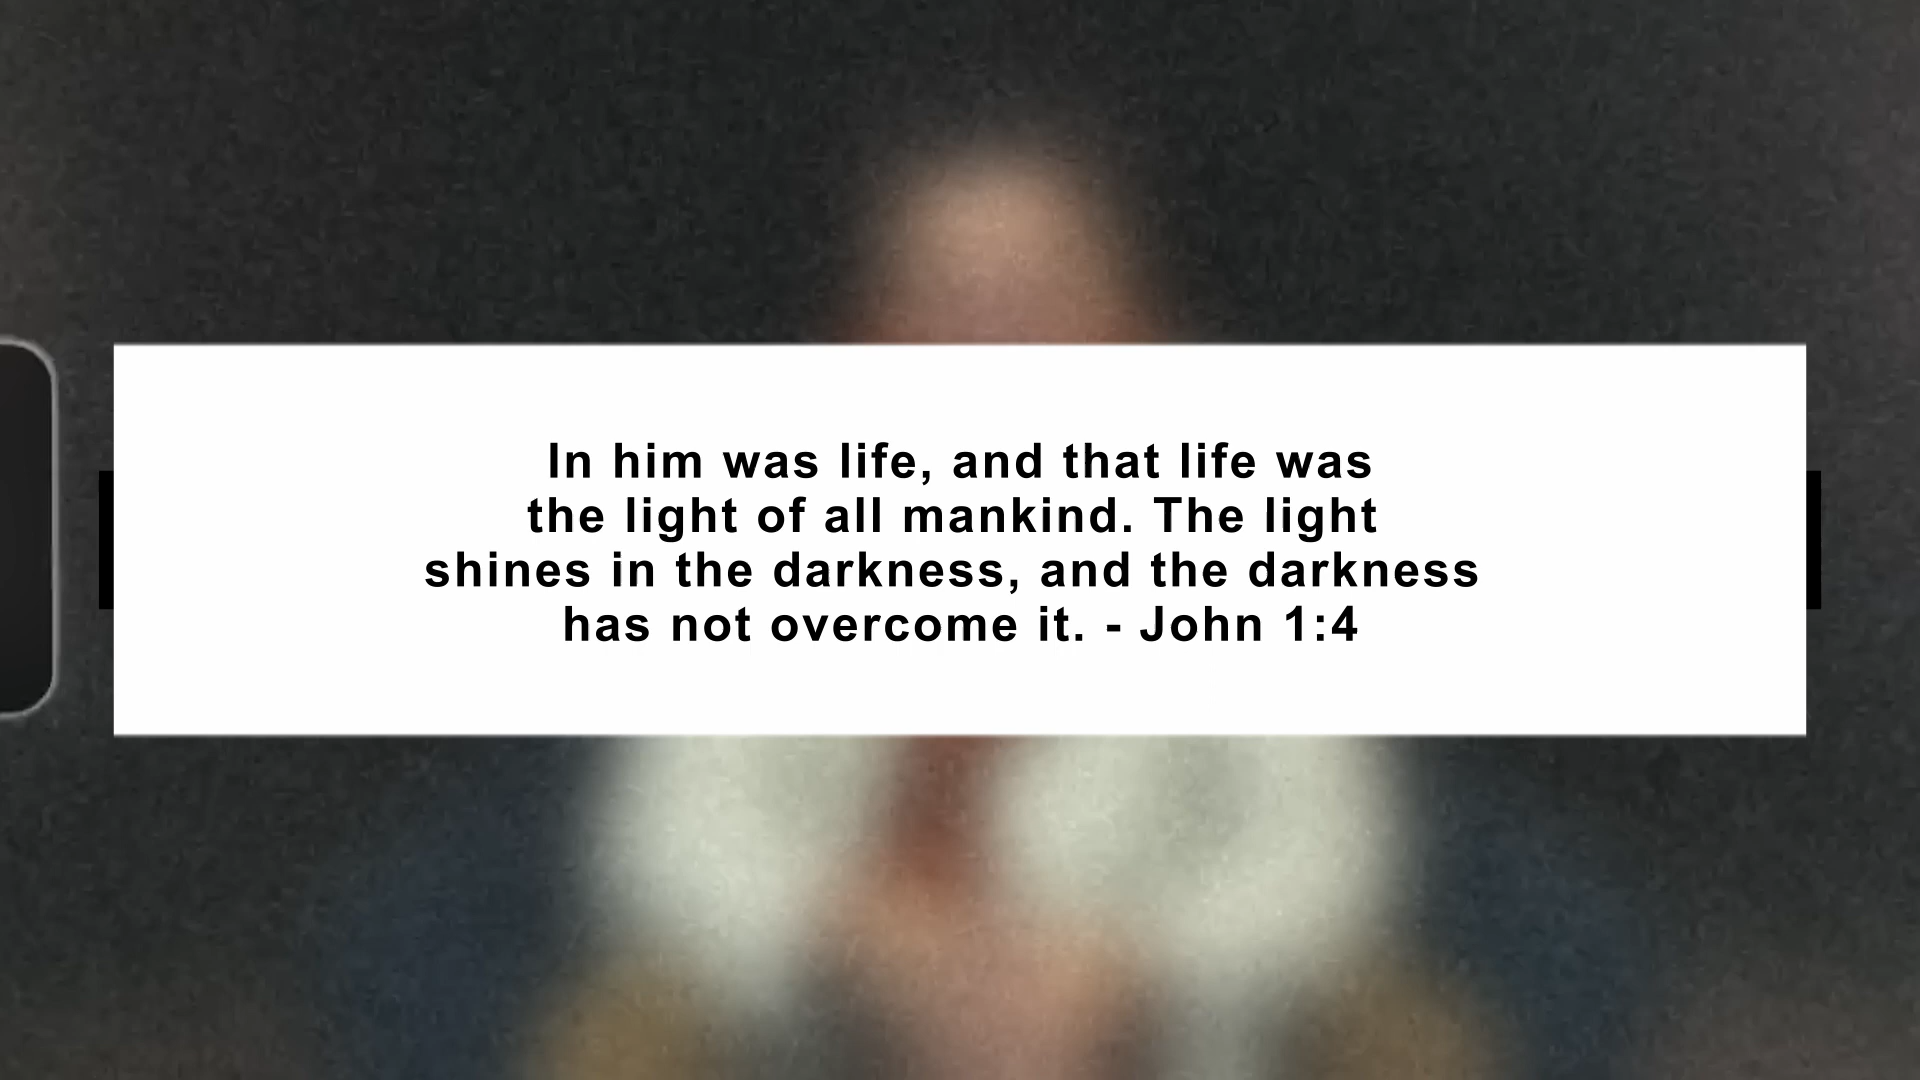 In him was life, and that life was
the light of all mankind. The light
shines in the darkness, and the darkness
has not overcome it. - John 1:4